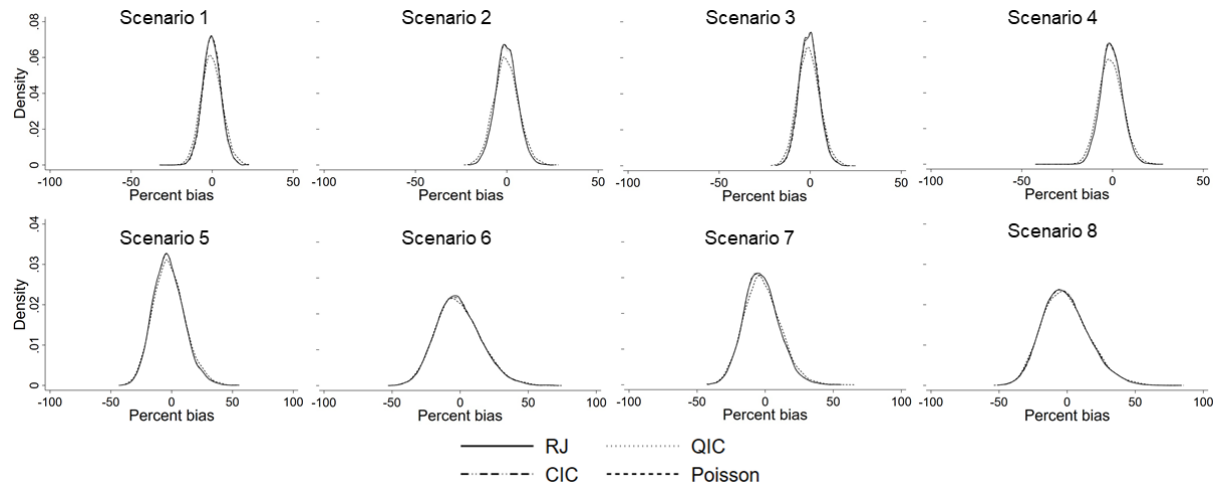 Scenario 1 Scenario 2 Scenario 3 Scenario 4
Density
0 .02 .04 .06 .08
-100 -50 0 50 -100 -50 0 50 -100 -50 0 50 -100 -50 0 50
Percent bias Percent bias Percent bias Percent bias
Scenario 5 Scenario 6 Scenario 7 Scenario 8
Density
0 .01 .02 .03 .04
-100 -50 0 50 100 -100 -50 0 50 100 -100 -50 0 50 100 -100 -50 0 50 100
Percent bias Percent bias Percent bias Percent bias
RJ QIC
CIC Poisson